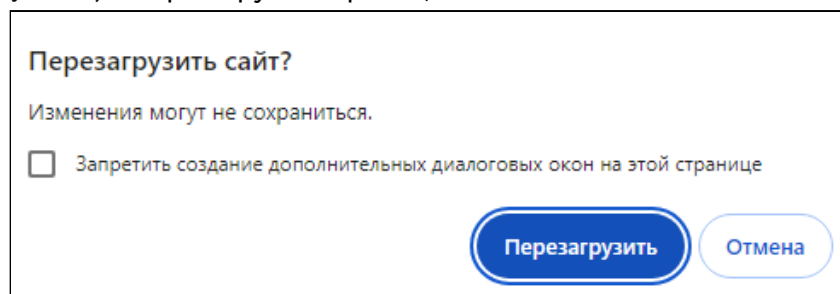 Перезагрузить сайт?
Изменения могут не сохраниться.
Запретить создание дополнительных диалоговых окон на этой странице
Перезагрузить Отмена